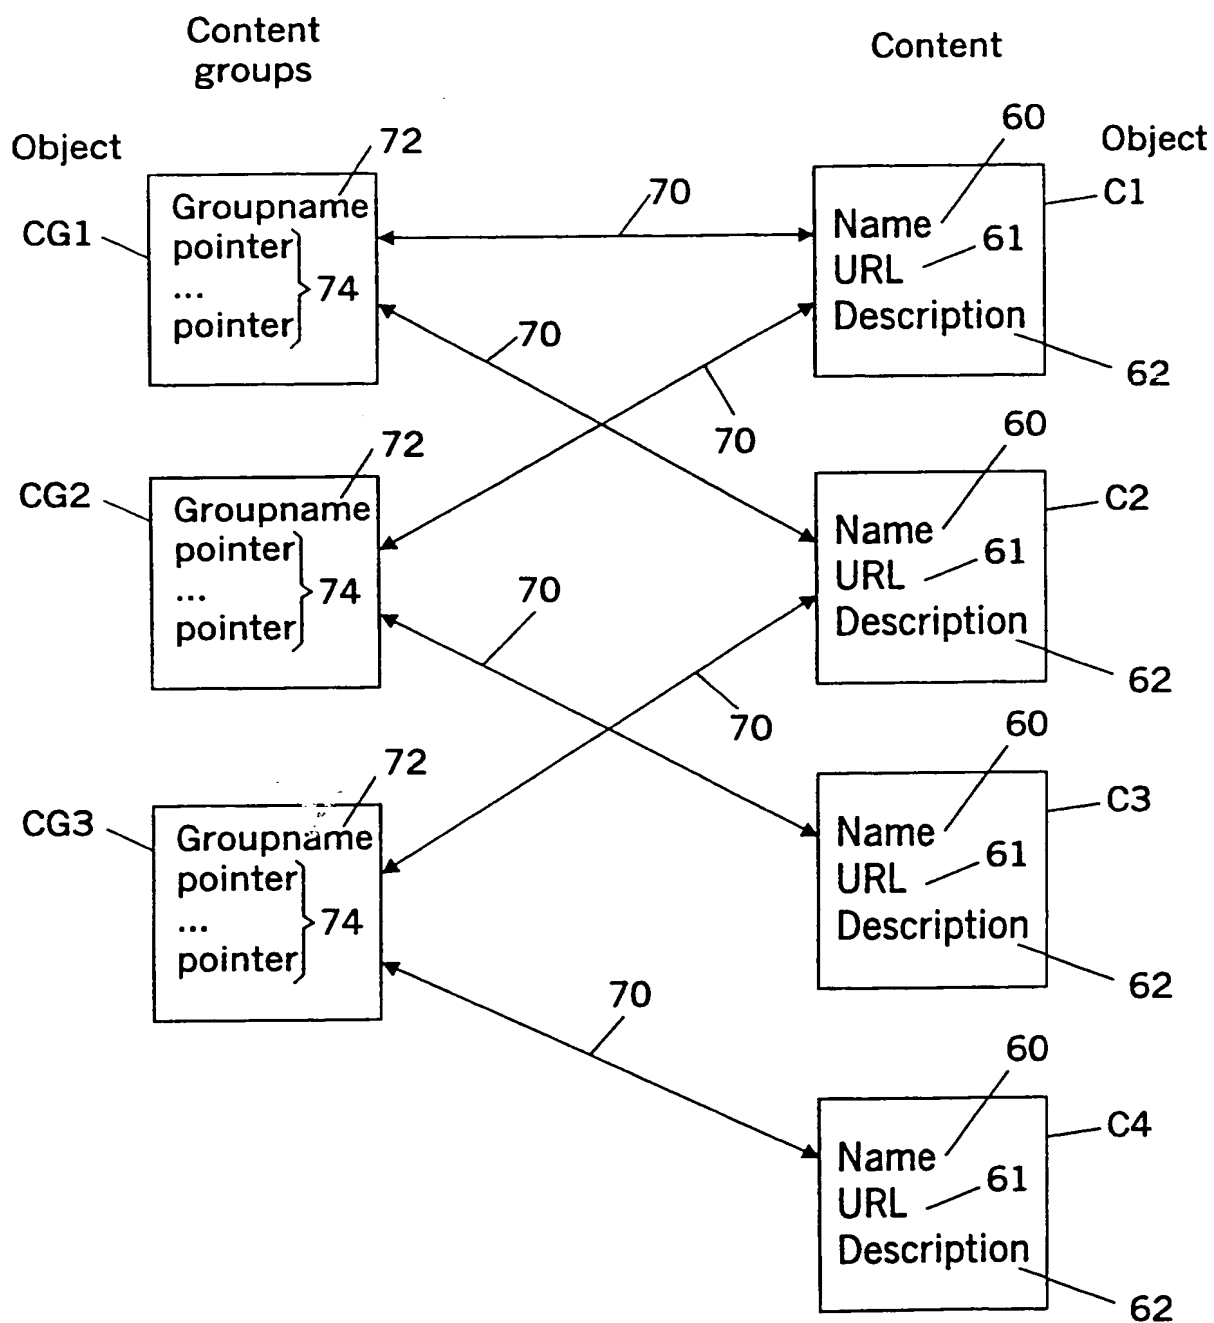 Content
groups
Content
Object
72
CG1
Groupname
pointer
...
pointer
74
70
60
Object
C1
Name
61
URL
Description
62
70
70
72
CG2
Groupname
pointer
...
pointer
74
60
C2
Name
61
URL
Description
62
70
70
72
CG3
Groupname
pointer
...
pointer
74
60
C3
Name
61
URL
Description
62
70
60
C4
Name
61
URL
Description
62